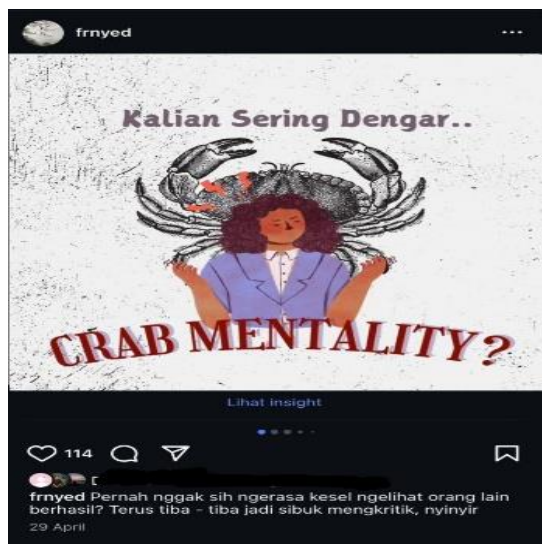 frnyed
Kalian Sering Dengar..
CRAB MENTALITY?
Lihat insight
114
frnyed Pernah nggak sih ngerasa kesel ngelihat orang lain
berhasil? Terus tiba - tiba jadi sibuk mengkritik, nyinyir
29 April